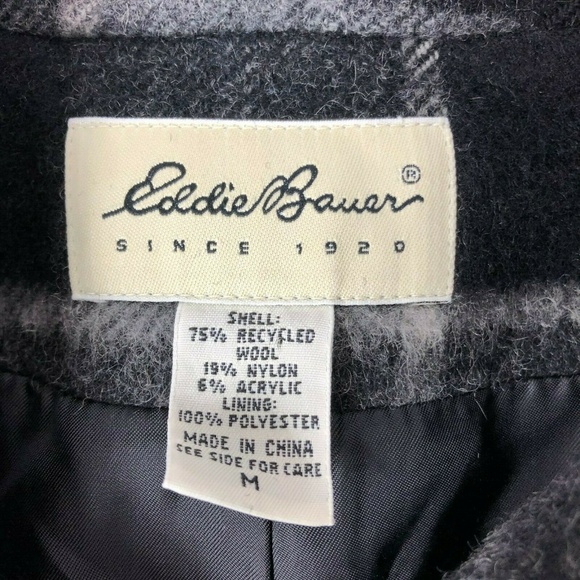 Eddie Bauer ®
SINCE 1920
SHELL:
75% RECYCLED
WOOL
19% NYLON
6% ACRYLIC
LINING:
100% POLYESTER
MADE IN CHINA
SEE SIDE FOR CARE
M